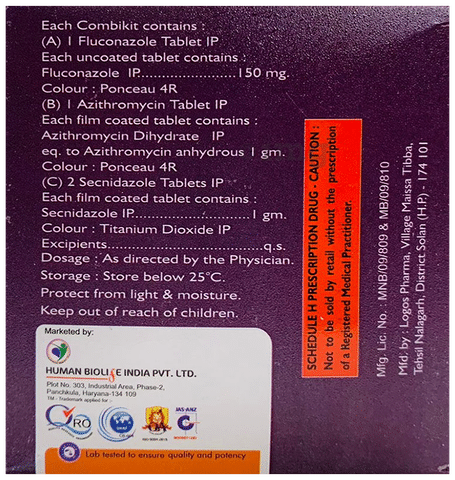 Each Combikit contains :
(A) 1 Fluconazole Tablet IP
Each uncoated tablet contains :
Fluconazole IP.......................150 mg.
Colour : Ponceau 4R
(B) 1 Azithromycin Tablet IP
Each film coated tablet contains :
Azithromycin Dihydrate IP
eq. to Azithromycin anhydrous 1 gm.
Colour : Ponceau 4R
(C) 2 Secnidazole Tablets IP
Each film coated tablet contains :
Secnidazole IP............................1 gm.
Colour : Titanium Dioxide IP
Excipients......................................q.s.
Dosage : As directed by the Physician.
Storage : Store below 25°C.
Protect from light & moisture.
Keep out of reach of children.
SCHEDULE H PRESCRIPTION DRUG - CAUTION :
Not to be sold by retail without the prescription
of a Registered Medical Practitioner.
Mfg. Lic. No. : MNB/09/809 & MB/09/810
Mfd. by : Logos Pharma, Village Maissa Tibba,
Tehsil Nalagarh, District Solan (H.P.) - 174 101
Marketed by:
HUMAN BIOLIFE INDIA PVT. LTD.
Plot No. 303, Industrial Area, Phase-2,
Panchkula, Haryana-134 109
TM : Trademark applied for :-
RO
JAS-ANZ
Lab tested to ensure quality and potency